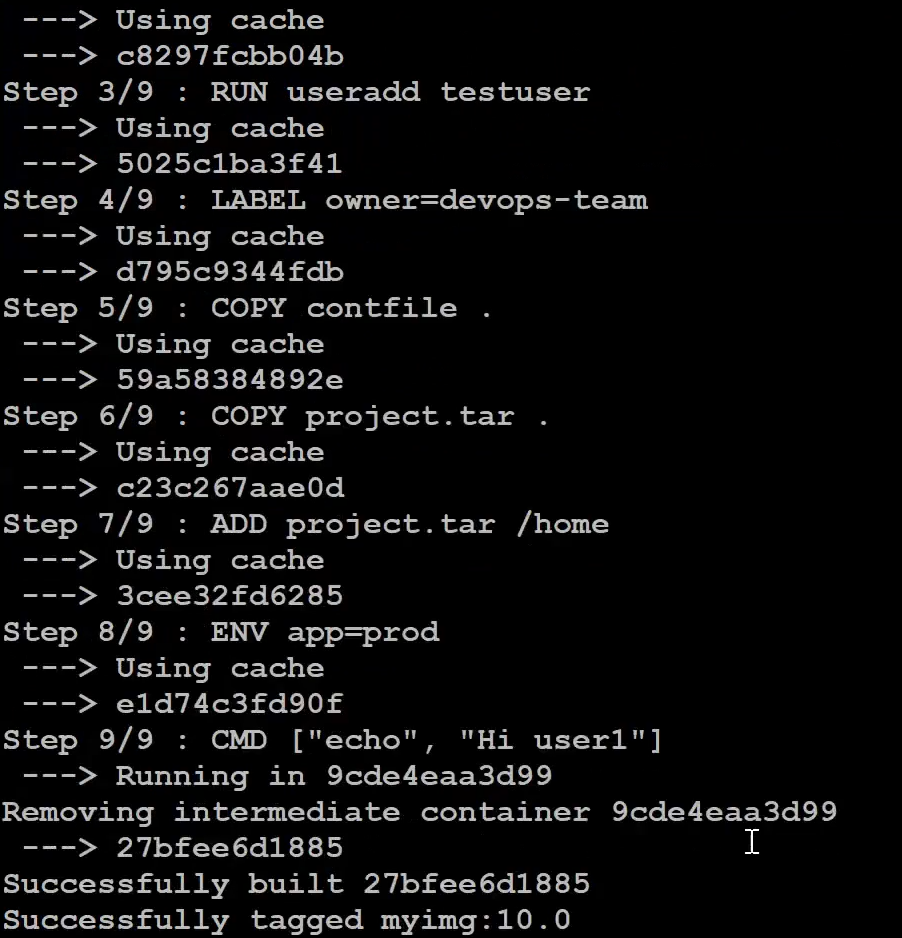 ---> Using cache
---> c8297fcbb04b
Step 3/9 : RUN useradd testuser
---> Using cache
---> 5025c1ba3f41
Step 4/9 : LABEL owner=devops-team
---> Using cache
---> d795c9344fdb
Step 5/9 : COPY contfile .
---> Using cache
---> 59a58384892e
Step 6/9 : COPY project.tar .
---> Using cache
---> c23c267aae0d
Step 7/9 : ADD project.tar /home
---> Using cache
---> 3cee32fd6285
Step 8/9 : ENV app=prod
---> Using cache
---> e1d74c3fd90f
Step 9/9 : CMD ["echo", "Hi user1"]
---> Running in 9cde4eaa3d99
Removing intermediate container 9cde4eaa3d99
---> 27bfee6d1885
Successfully built 27bfee6d1885
Successfully tagged myimg:10.0